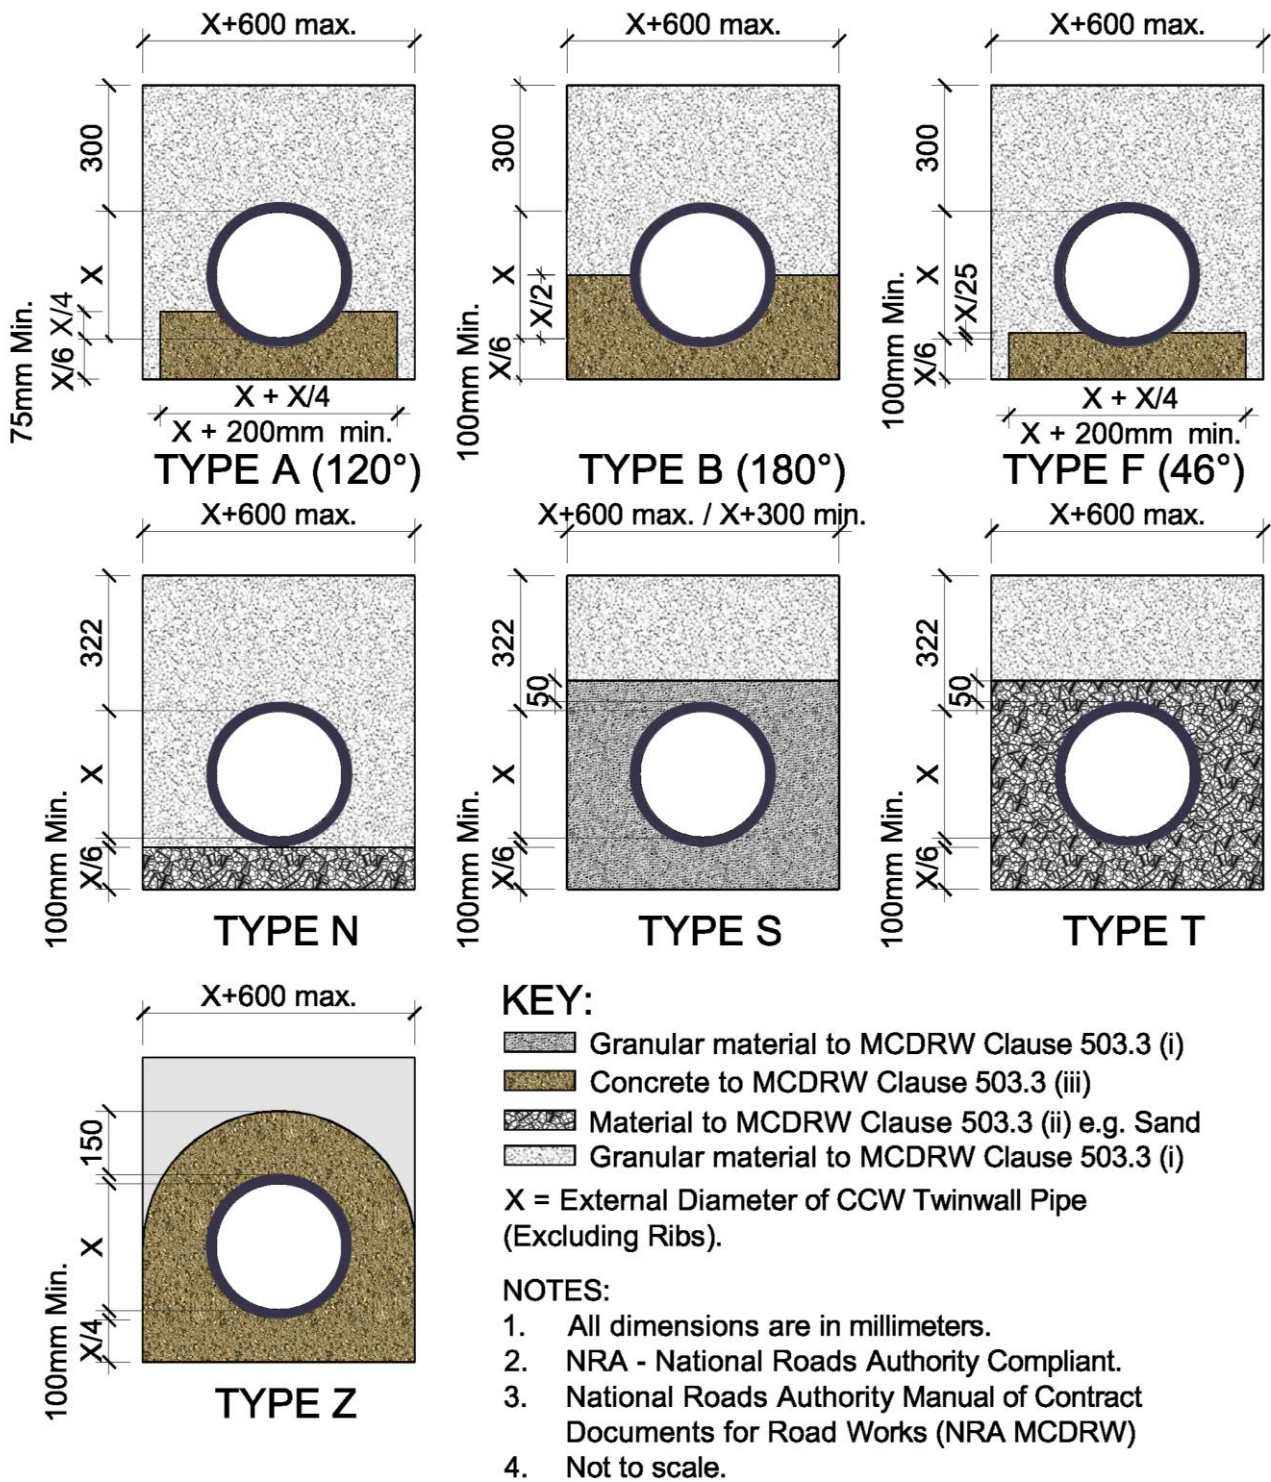 X+600 max.
300
X
X/4
X/6
75mm Min.
X + X/4
X + 200mm min.
TYPE A (120°)
X+600 max.
300
X
X/2
X/6
100mm Min.
TYPE B (180°)
X+600 max.
300
X
X/25
X/6
100mm Min.
X + X/4
X + 200mm min.
TYPE F (46°)
X+600 max.
322
X
X/6
100mm Min.
TYPE N
X+600 max. / X+300 min.
322
50
X
X/6
100mm Min.
TYPE S
X+600 max.
322
50
X
X/6
100mm Min.
TYPE T
X+600 max.
150
X
X/4
100mm Min.
TYPE Z
KEY:
Granular material to MCDRW Clause 503.3 (i)
Concrete to MCDRW Clause 503.3 (iii)
Material to MCDRW Clause 503.3 (ii) e.g. Sand
Granular material to MCDRW Clause 503.3 (i)
X = External Diameter of CCW Twinwall Pipe
(Excluding Ribs).
NOTES:
1. All dimensions are in millimeters.
2. NRA - National Roads Authority Compliant.
3. National Roads Authority Manual of Contract
Documents for Road Works (NRA MCDRW)
4. Not to scale.